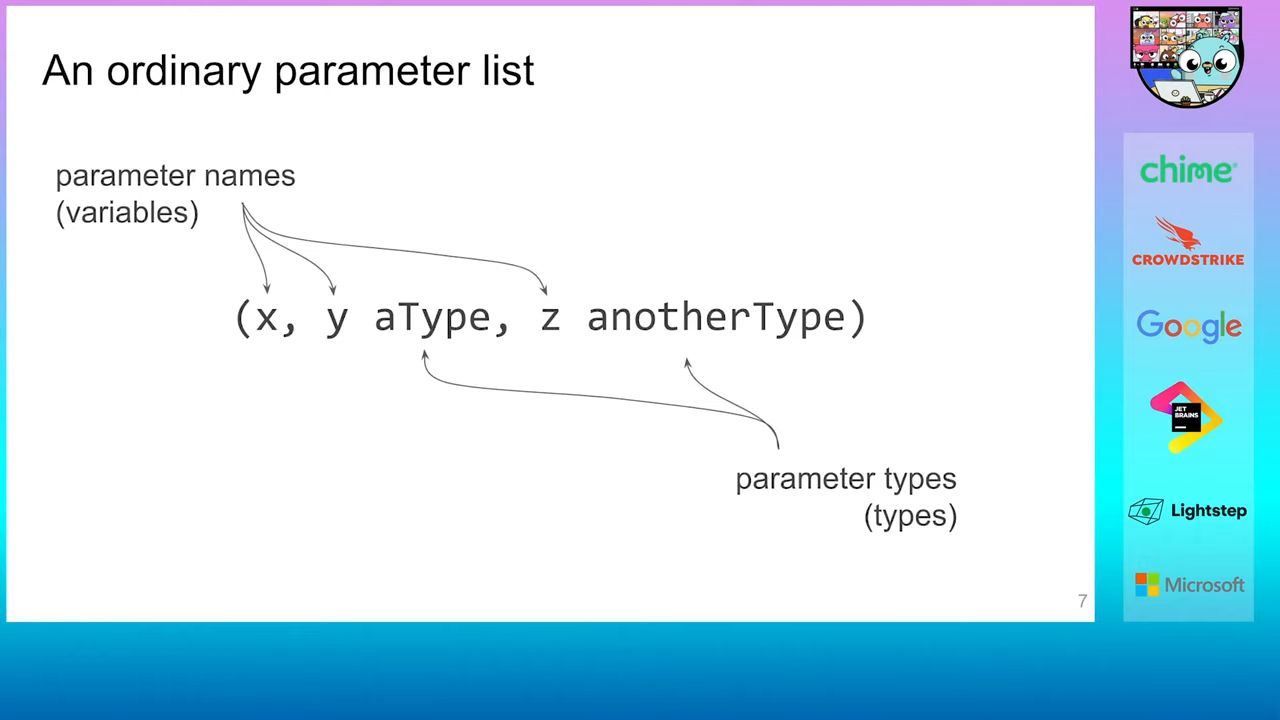 An ordinary parameter list
parameter names
(variables)
(x, y aType, z anotherType)
parameter types
(types)
7
chime
CROWDSTRIKE
Google
JET
BRAINS
Lightstep
Microsoft